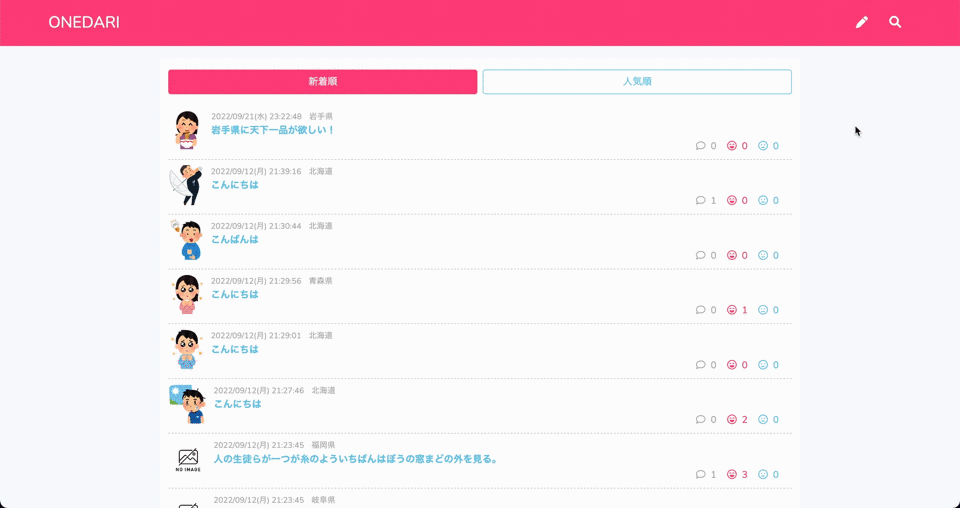 ONEDARI
新着順
人気順
2022/09/21(水) 23:22:48 岩手県
岩手県に天下一品が欲しい！
0 0 0
2022/09/12(月) 21:39:16 北海道
こんにちは
1 0 0
2022/09/12(月) 21:30:44 北海道
こんばんは
0 0 0
2022/09/12(月) 21:29:56 青森県
こんにちは
0 1 0
2022/09/12(月) 21:29:01 北海道
こんにちは
0 0 0
2022/09/12(月) 21:27:46 北海道
こんにちは
0 2 0
NO IMAGE
2022/09/12(月) 21:23:45 福岡県
人の生徒らが一つが糸のよういちばんはぼうの窓まどの外を見る。
1 3 0
2022/09/12(月) 21:23:45 岐阜県